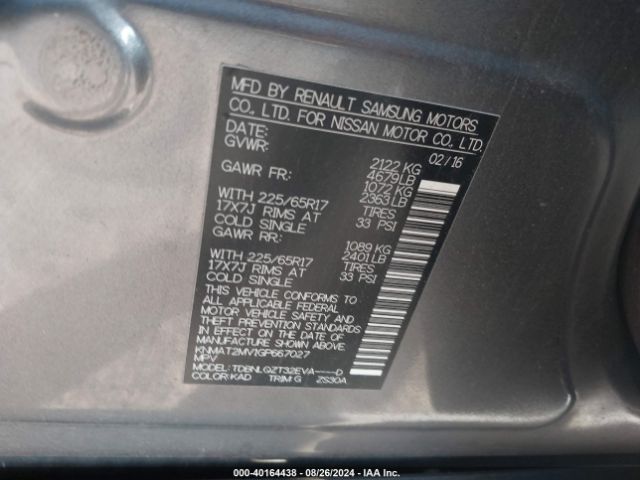 MFD BY RENAULT SAMSUNG MOTORS
CO., LTD. FOR NISSAN MOTOR CO., LTD.
DATE: 02/16
GVWR: 2122 KG
4679 LB
GAWR FR: 1072 KG
2363 LB
WITH 225/65R17 TIRES
17X7J RIMS AT 33 PSI
COLD SINGLE
GAWR RR: 1089 KG
2401 LB
WITH 225/65R17 TIRES
17X7J RIMS AT 33 PSI
COLD SINGLE
THIS VEHICLE CONFORMS TO
ALL APPLICABLE FEDERAL
MOTOR VEHICLE SAFETY AND
THEFT PREVENTION STANDARDS
IN EFFECT ON THE DATE OF
MANUFACTURE SHOWN ABOVE.
KNMAT2MV1GP667027
MPV
MODEL: TDBNLQZT32EVA----D
COLOR: KAD TRIM: G ZS30A
000-40164438 - 08/26/2024 - IAA Inc.